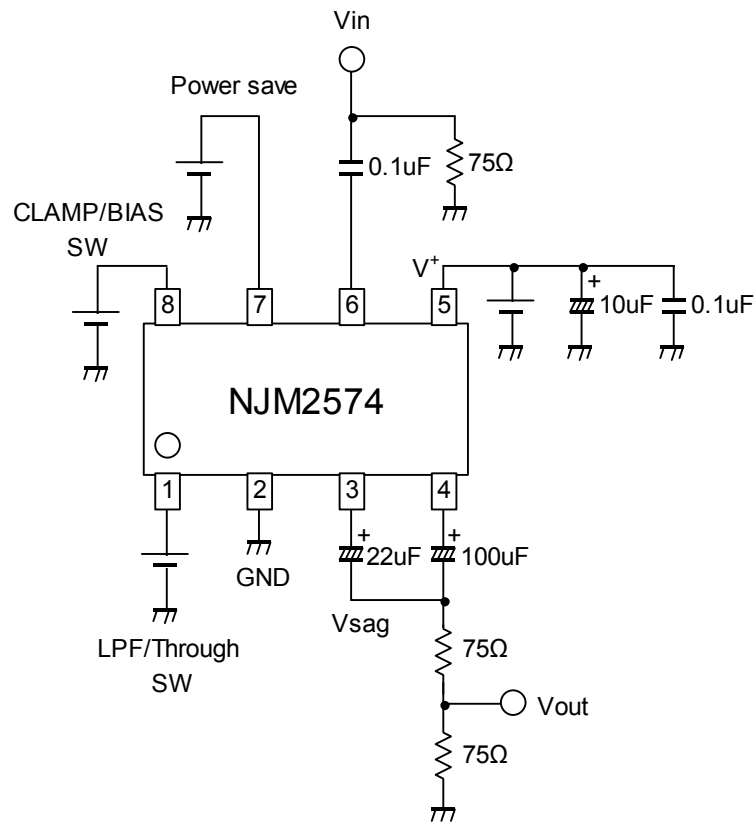 Vin
Power save
0.1uF
75Ω
CLAMP/BIAS
SW
V+
+
10uF
0.1uF
8
7
6
5
NJM2574
1
2
3
4
+
22uF
+
100uF
GND
Vsag
LPF/Through
SW
75Ω
Vout
75Ω